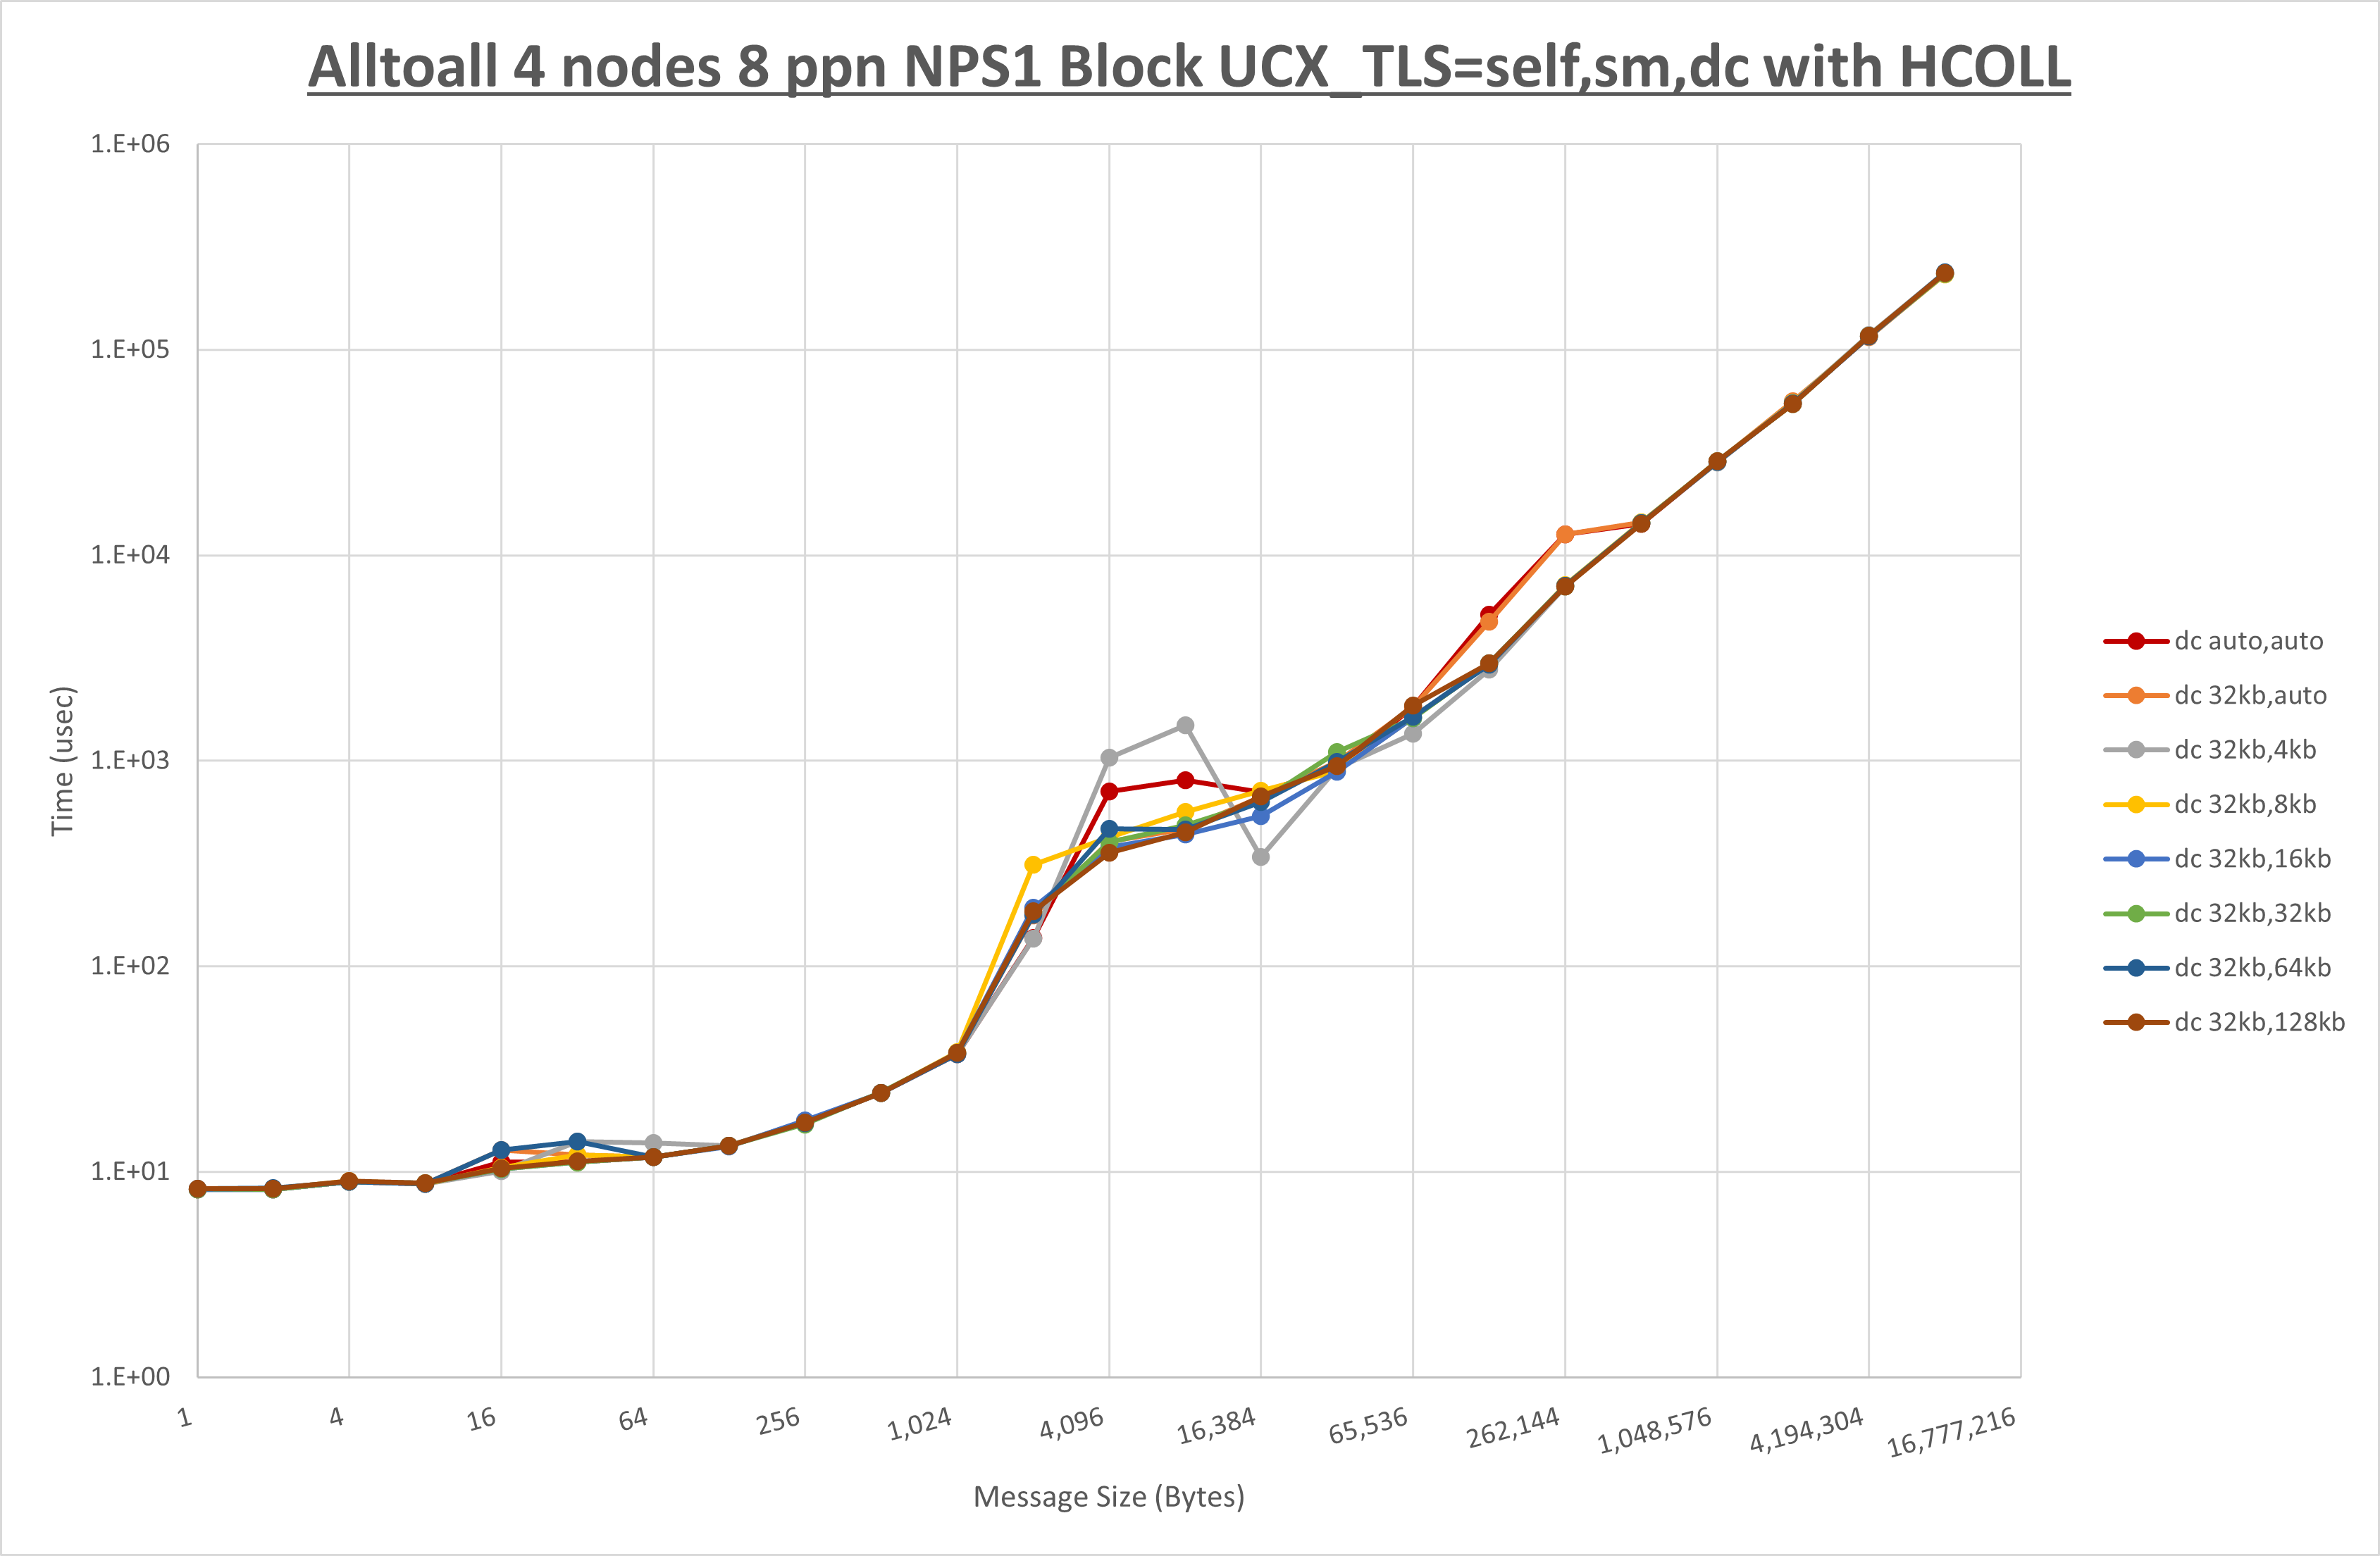 Alltoall 4 nodes 8 ppn NPS1 Block UCX_TLS=self,sm,dc with HCOLL
1.E+06
1.E+05
1.E+04
1.E+03
1.E+02
1.E+01
1.E+00
Time (usec)
1 4 16 64 256 1,024 4,096 16,384 65,536 262,144 1,048,576 4,194,304 16,777,216
Message Size (Bytes)
dc auto,auto
dc 32kb,auto
dc 32kb,4kb
dc 32kb,8kb
dc 32kb,16kb
dc 32kb,32kb
dc 32kb,64kb
dc 32kb,128kb